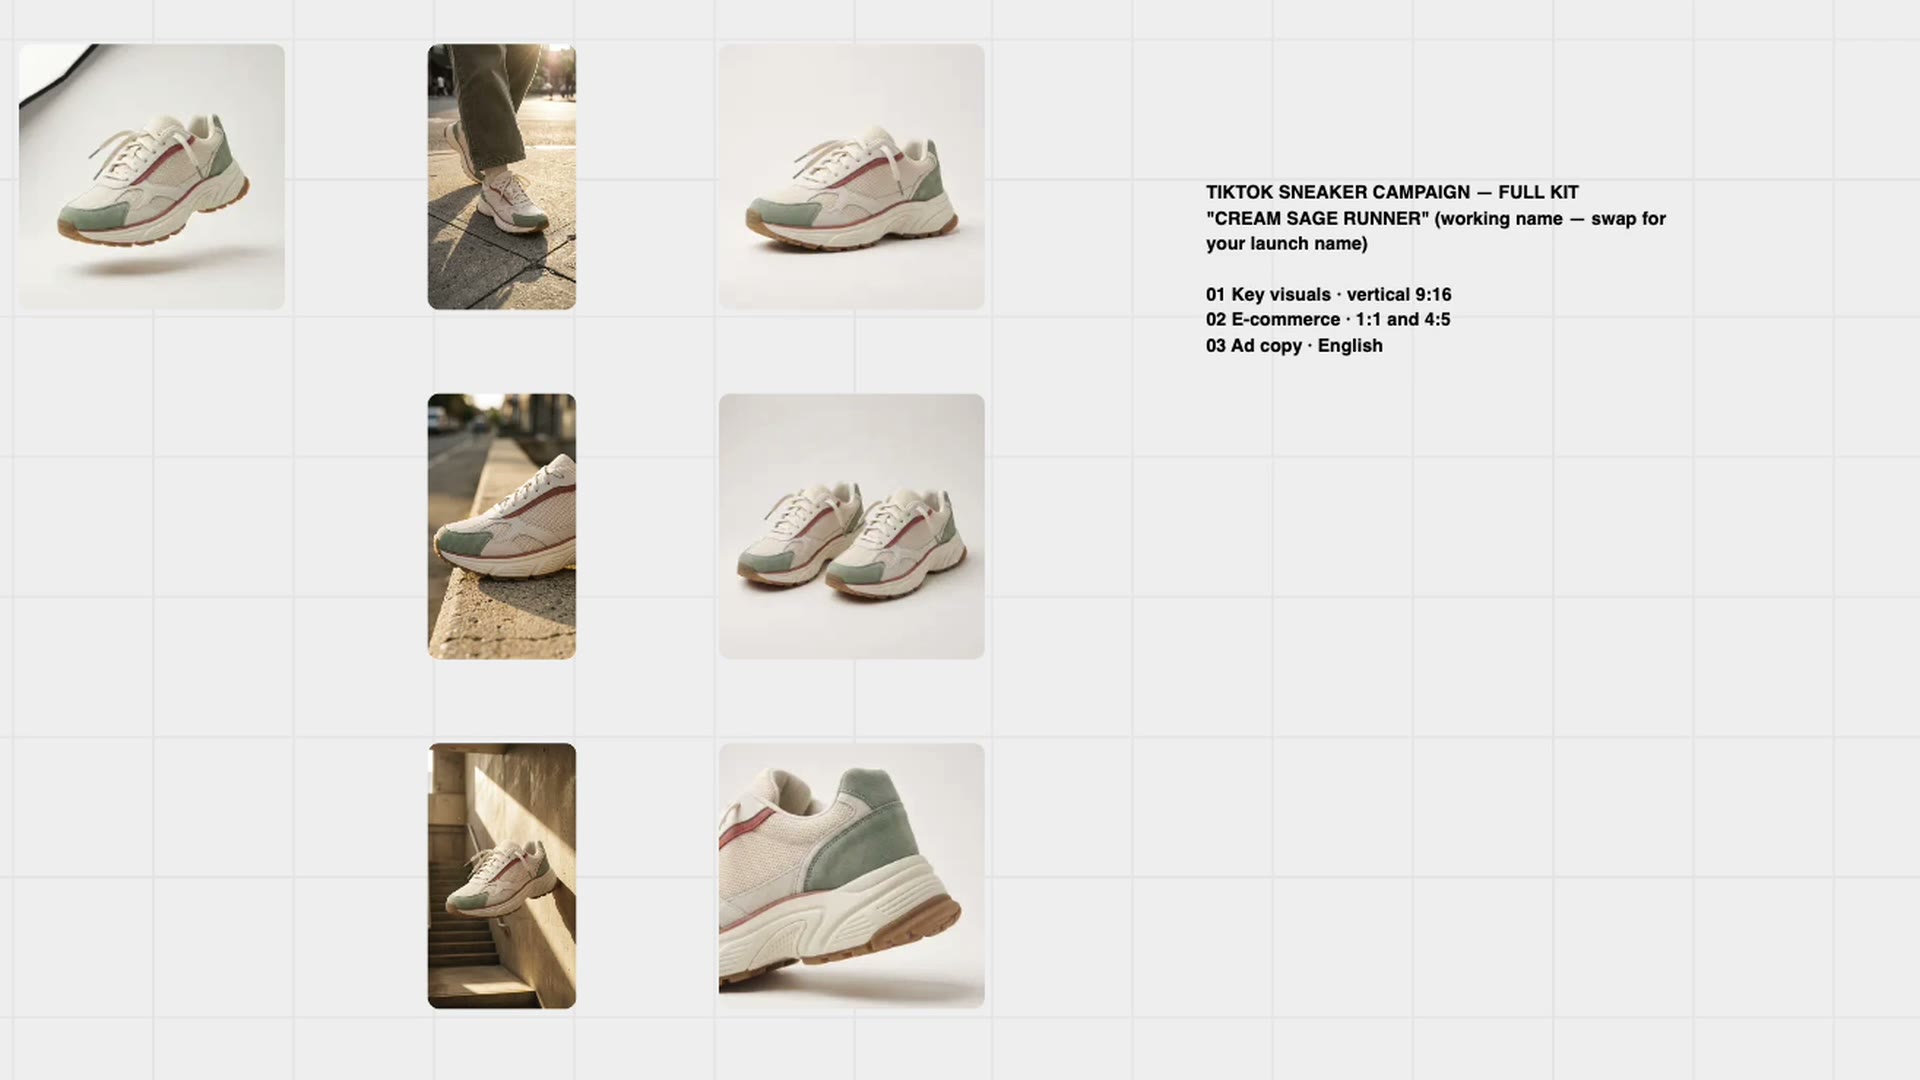 TIKTOK SNEAKER CAMPAIGN — FULL KIT
"CREAM SAGE RUNNER" (working name — swap for
your launch name)
01 Key visuals · vertical 9:16
02 E-commerce · 1:1 and 4:5
03 Ad copy · English